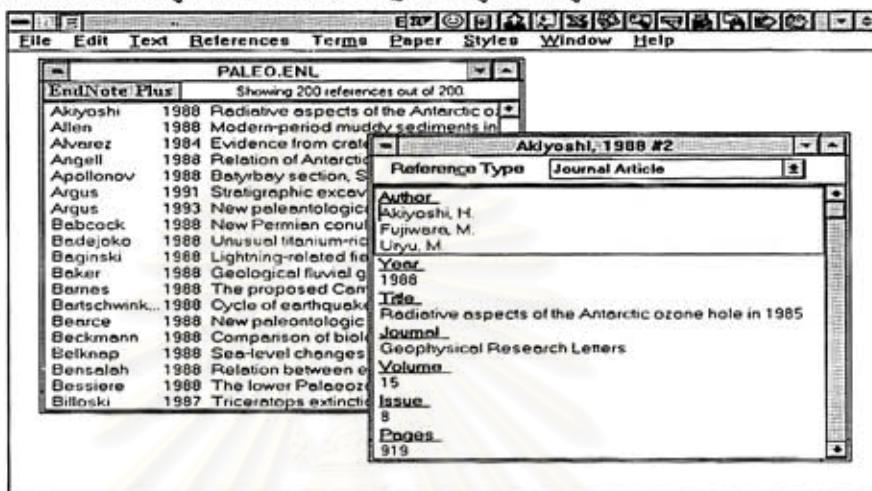 File Edit Text References Terms Paper Styles Window Help
PALEO.ENL
EndNote Plus Showing 200 references out of 200.
Akiyoshi 1988 Radiative aspects of the Antarctic o
Allen 1988 Modern-period muddy sediments in
Alvarez 1984 Evidence from crate
Angell 1988 Relation of Antarctic
Apollonov 1988 Batyrbay section, S
Argus 1991 Stratigraphic excav
Argus 1993 New paleontologic
Babcock 1988 New Permian conul
Badejoko 1988 Unusual titanium-ric
Baginski 1988 Lightning-related
Baker 1988 Geological fluvial g
Barnes 1988 The proposed
Bartschwink... 1988 Cycle of earthquake
Bearce 1988 New paleontologic
Beckmann 1988 Comparison of biol
Belknap 1988 Sea-level changes
Bensalah 1988 Relation between e
Bessiere 1988 The lower Palaeoz
Billoski 1987 Triceratops extincti
Akiyoshi, 1988 #2
Reference Type Journal Article
Author
Akiyoshi, H.
Fujiwara, M.
Uryu, M.
Year
1988
Title
Radiative aspects of the Antarctic ozone hole in 1985
Journal
Geophysical Research Letters
Volume
15
Issue
8
Pages
919